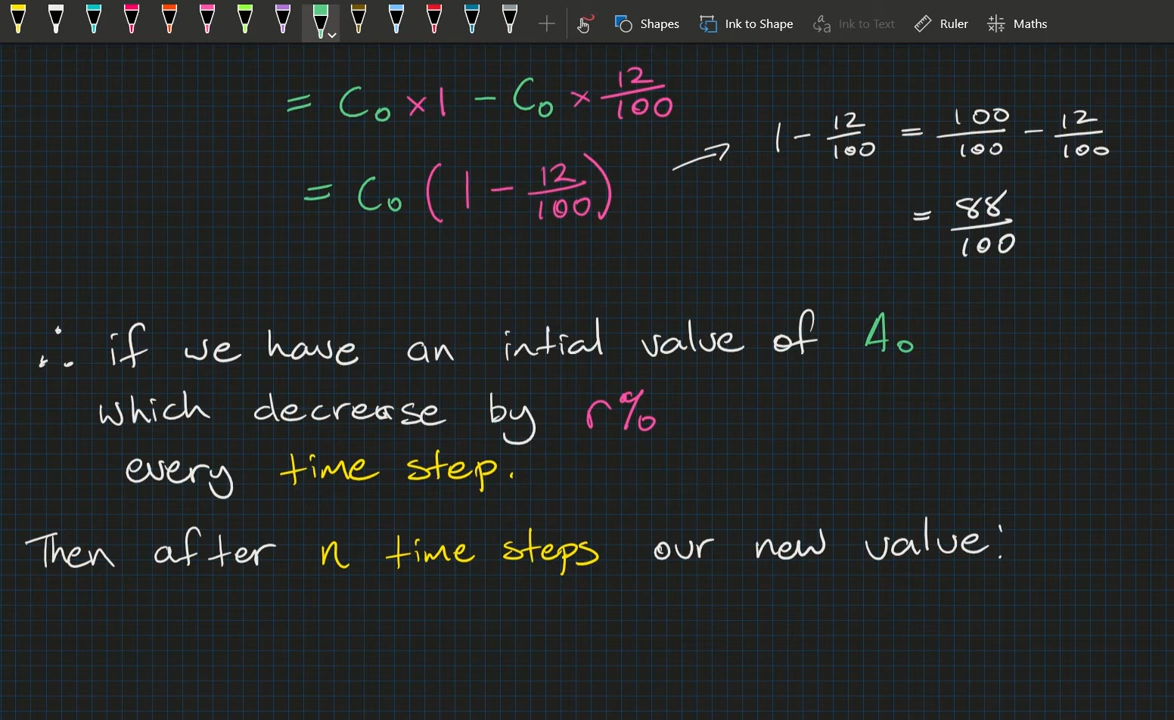 Shapes Ink to Shape Ink to Text Ruler Maths
= C₀ × 1 − C₀ × 12/100
= C₀ (1 − 12/100)
1 − 12/100 = 100/100 − 12/100
= 88/100
∴ if we have an intial value of A₀
which decrease by r%
every time step.
Then after n time steps our new value: